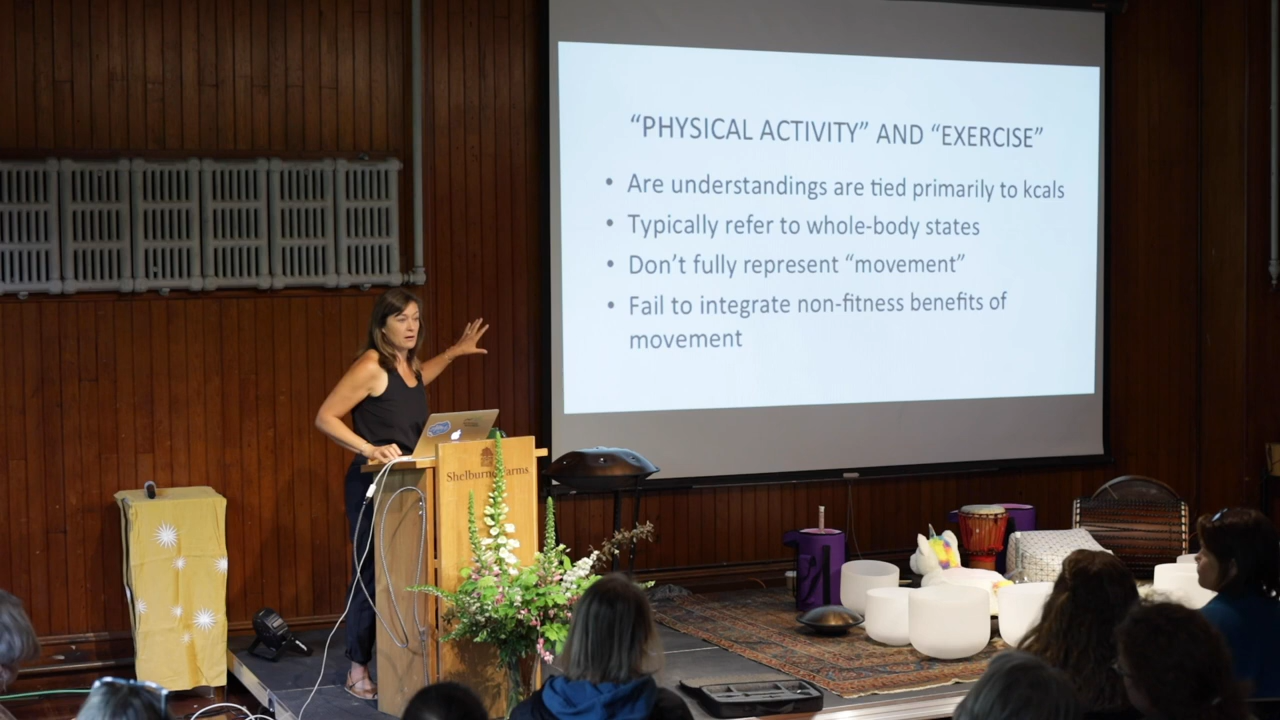 “PHYSICAL ACTIVITY” AND “EXERCISE”
• Are understandings are tied primarily to kcals
• Typically refer to whole-body states
• Don’t fully represent “movement”
• Fail to integrate non-fitness benefits of
movement
Shelburne Farms